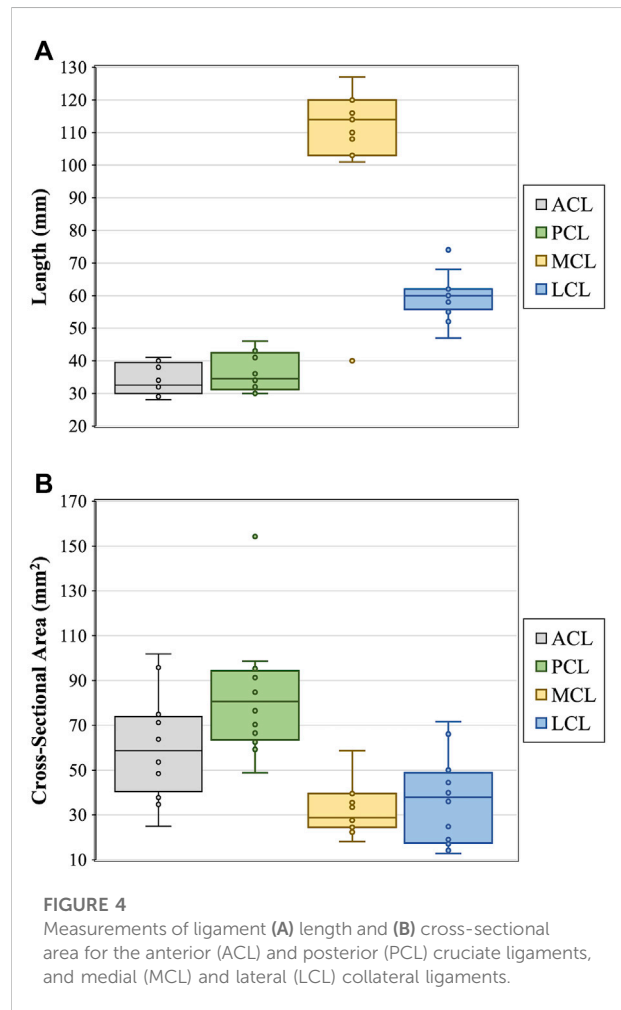 A
130
120
110
100
90
80
70
60
50
40
30
20
Length (mm)
ACL
PCL
MCL
LCL
B
170
150
130
110
90
70
50
30
10
Cross-Sectional Area (mm²)
ACL
PCL
MCL
LCL
FIGURE 4
Measurements of ligament (A) length and (B) cross-sectional
area for the anterior (ACL) and posterior (PCL) cruciate ligaments,
and medial (MCL) and lateral (LCL) collateral ligaments.